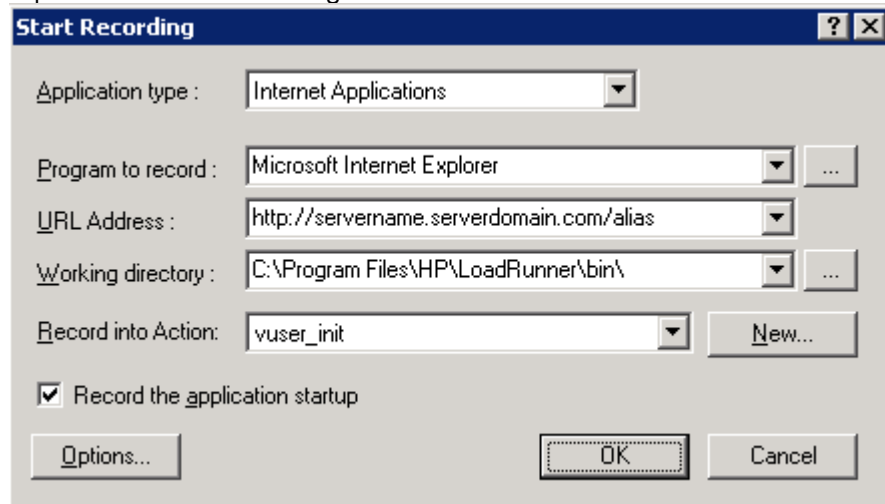 Start Recording
Application type : Internet Applications
Program to record : Microsoft Internet Explorer ...
URL Address : http://servername.serverdomain.com/alias
Working directory : C:\Program Files\HP\LoadRunner\bin\ ...
Record into Action: vuser_init New...
Record the application startup
Options... OK Cancel